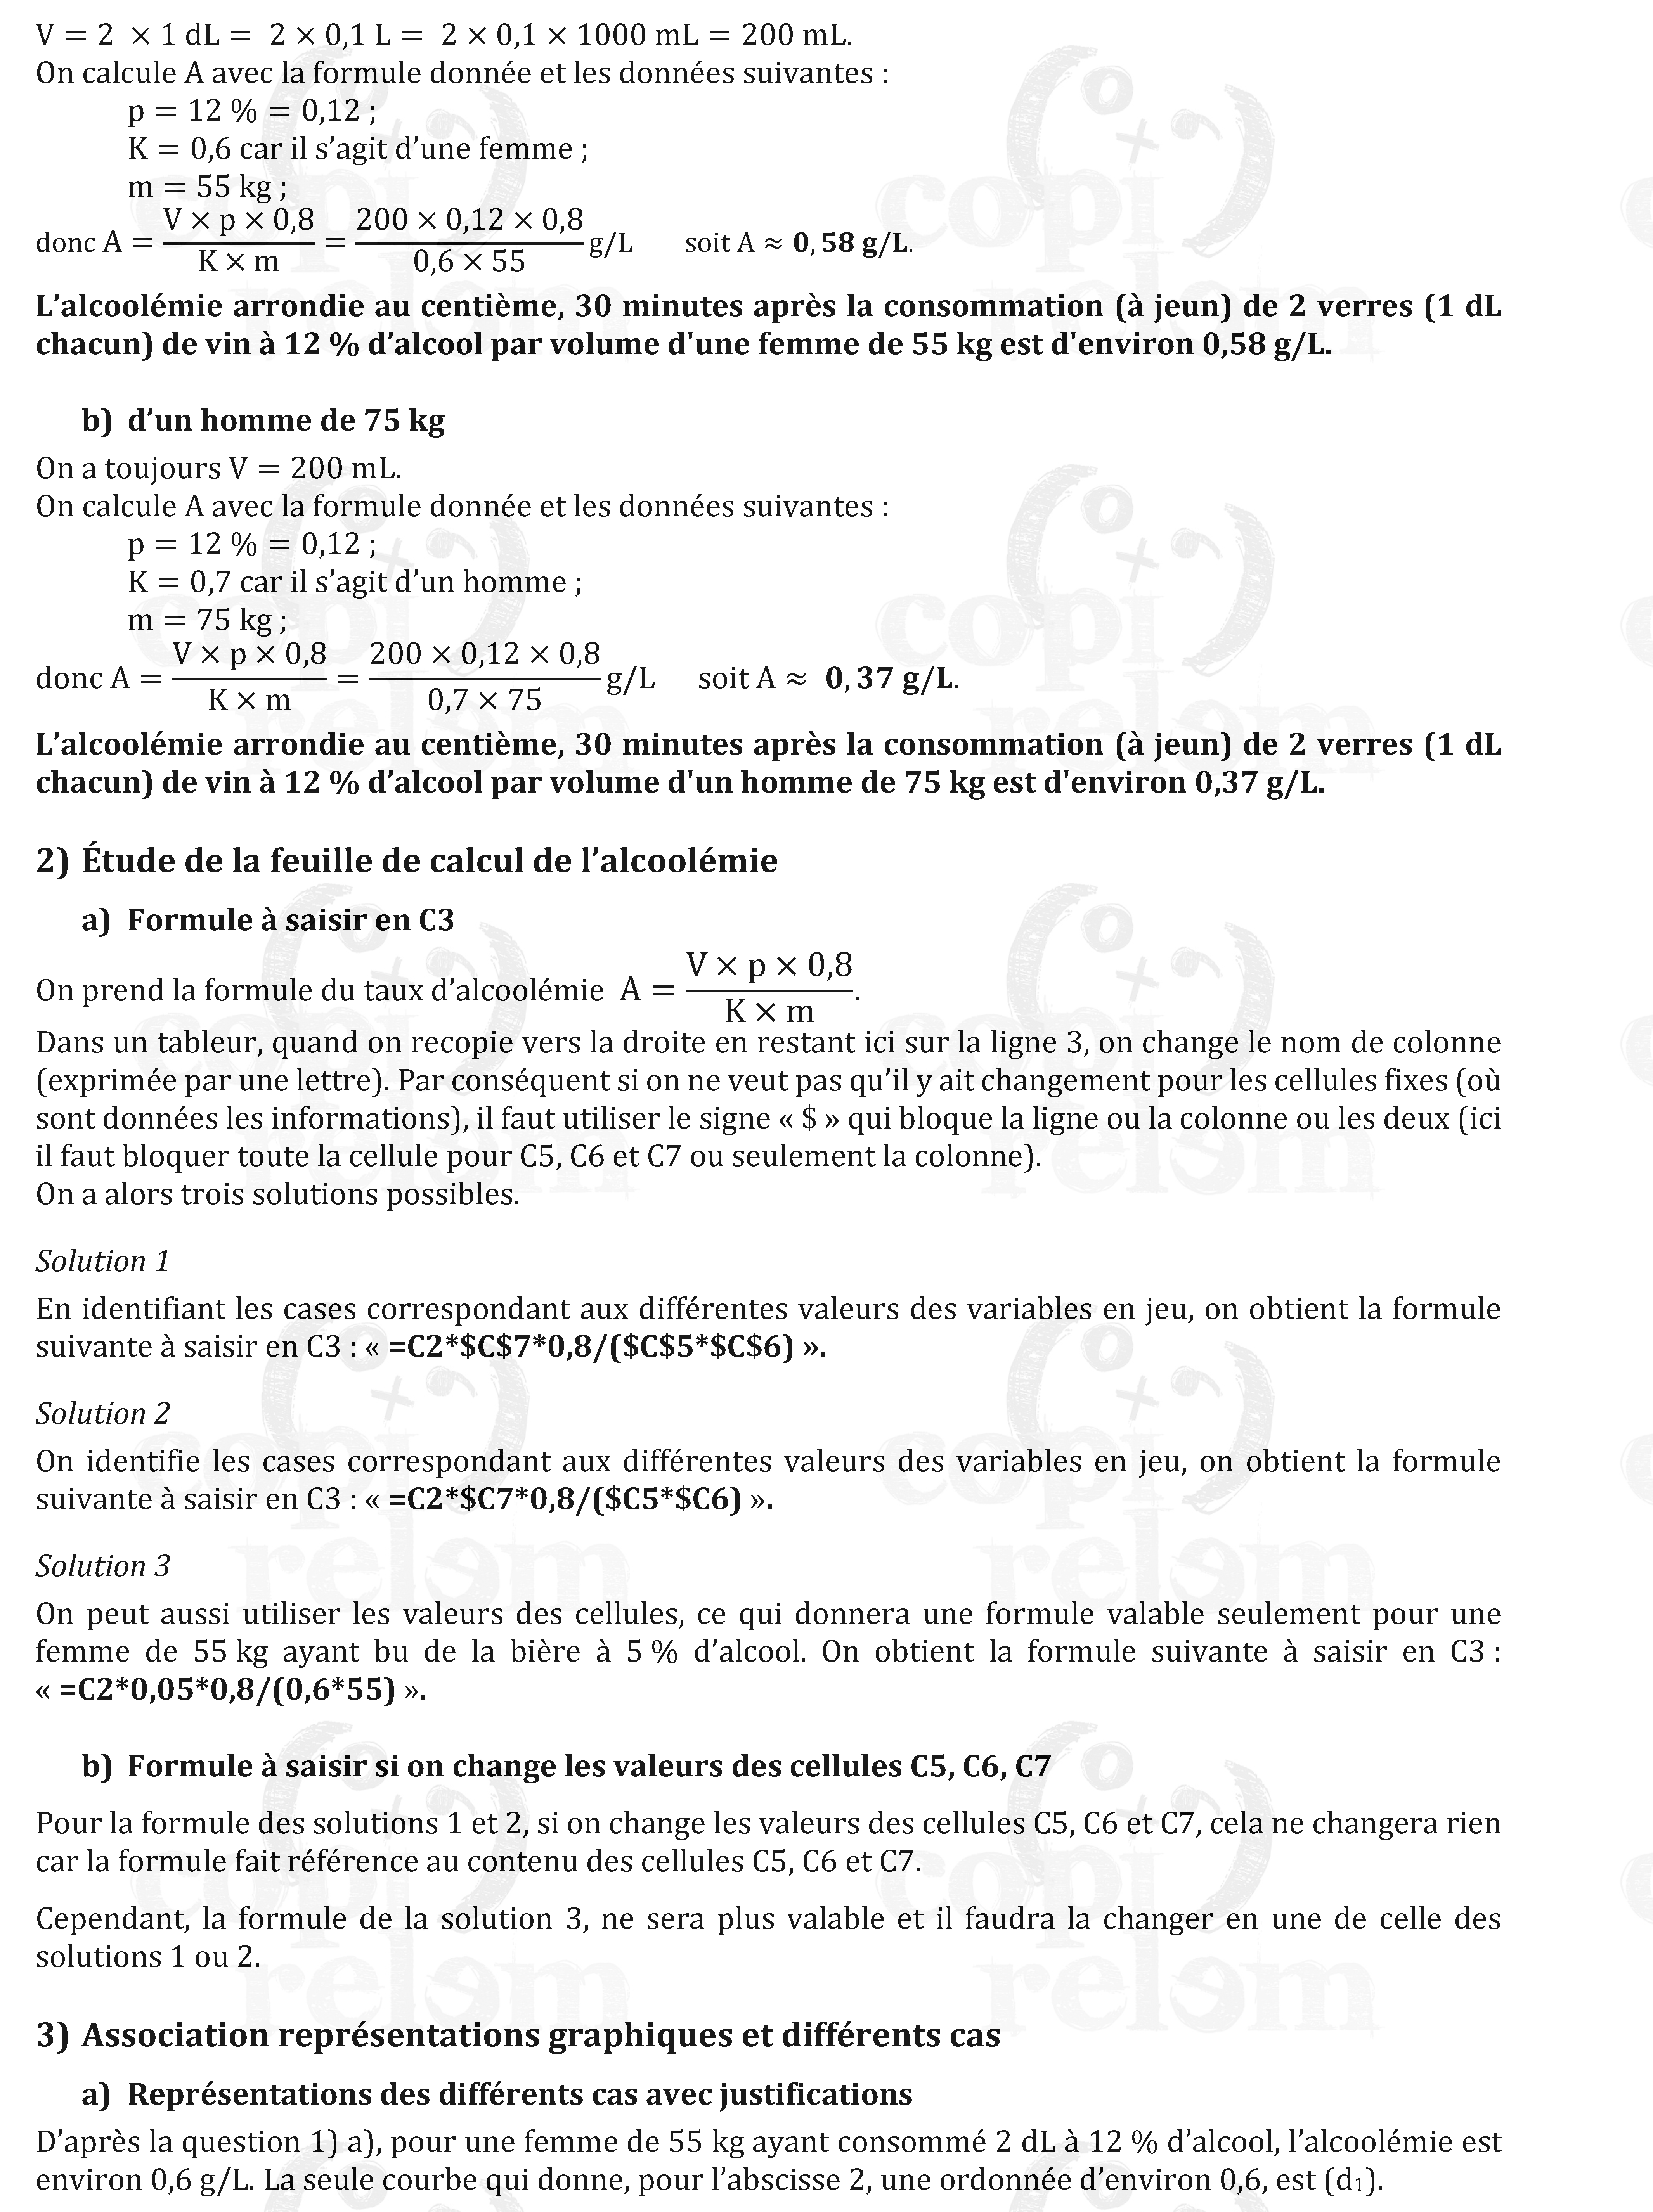 V = 2 × 1 dL = 2 × 0,1 L = 2 × 0,1 × 1000 mL = 200 mL.
On calcule A avec la formule donnée et les données suivantes :
p = 12 % = 0,12 ;
K = 0,6 car il s’agit d’une femme ;
m = 55 kg ;
donc A = (V × p × 0,8)/(K × m) = (200 × 0,12 × 0,8)/(0,6 × 55) g/L soit A ≈ 0,58 g/L.
L’alcoolémie arrondie au centième, 30 minutes après la consommation (à jeun) de 2 verres (1 dL
chacun) de vin à 12 % d’alcool par volume d'une femme de 55 kg est d'environ 0,58 g/L.
b) d’un homme de 75 kg
On a toujours V = 200 mL.
On calcule A avec la formule donnée et les données suivantes :
p = 12 % = 0,12 ;
K = 0,7 car il s’agit d’un homme ;
m = 75 kg ;
donc A = (V × p × 0,8)/(K × m) = (200 × 0,12 × 0,8)/(0,7 × 75) g/L soit A ≈ 0,37 g/L.
L’alcoolémie arrondie au centième, 30 minutes après la consommation (à jeun) de 2 verres (1 dL
chacun) de vin à 12 % d’alcool par volume d'un homme de 75 kg est d'environ 0,37 g/L.
2) Étude de la feuille de calcul de l’alcoolémie
a) Formule à saisir en C3
On prend la formule du taux d’alcoolémie A = (V × p × 0,8)/(K × m).
Dans un tableur, quand on recopie vers la droite en restant ici sur la ligne 3, on change le nom de colonne
(exprimée par une lettre). Par conséquent si on ne veut pas qu’il y ait changement pour les cellules fixes (où
sont données les informations), il faut utiliser le signe « $ » qui bloque la ligne ou la colonne ou les deux (ici
il faut bloquer toute la cellule pour C5, C6 et C7 ou seulement la colonne).
On a alors trois solutions possibles.
Solution 1
En identifiant les cases correspondant aux différentes valeurs des variables en jeu, on obtient la formule
suivante à saisir en C3 : « =C2*$C$7*0,8/($C$5*$C$6) ».
Solution 2
On identifie les cases correspondant aux différentes valeurs des variables en jeu, on obtient la formule
suivante à saisir en C3 : « =C2*$C7*0,8/($C5*$C6) ».
Solution 3
On peut aussi utiliser les valeurs des cellules, ce qui donnera une formule valable seulement pour une
femme de 55 kg ayant bu de la bière à 5 % d’alcool. On obtient la formule suivante à saisir en C3 :
« =C2*0,05*0,8/(0,6*55) ».
b) Formule à saisir si on change les valeurs des cellules C5, C6, C7
Pour la formule des solutions 1 et 2, si on change les valeurs des cellules C5, C6 et C7, cela ne changera rien
car la formule fait référence au contenu des cellules C5, C6 et C7.
Cependant, la formule de la solution 3, ne sera plus valable et il faudra la changer en une de celle des
solutions 1 ou 2.
3) Association représentations graphiques et différents cas
a) Représentations des différents cas avec justifications
D’après la question 1) a), pour une femme de 55 kg ayant consommé 2 dL à 12 % d’alcool, l’alcoolémie est
environ 0,6 g/L. La seule courbe qui donne, pour l’abscisse 2, une ordonnée d’environ 0,6, est (d₁).